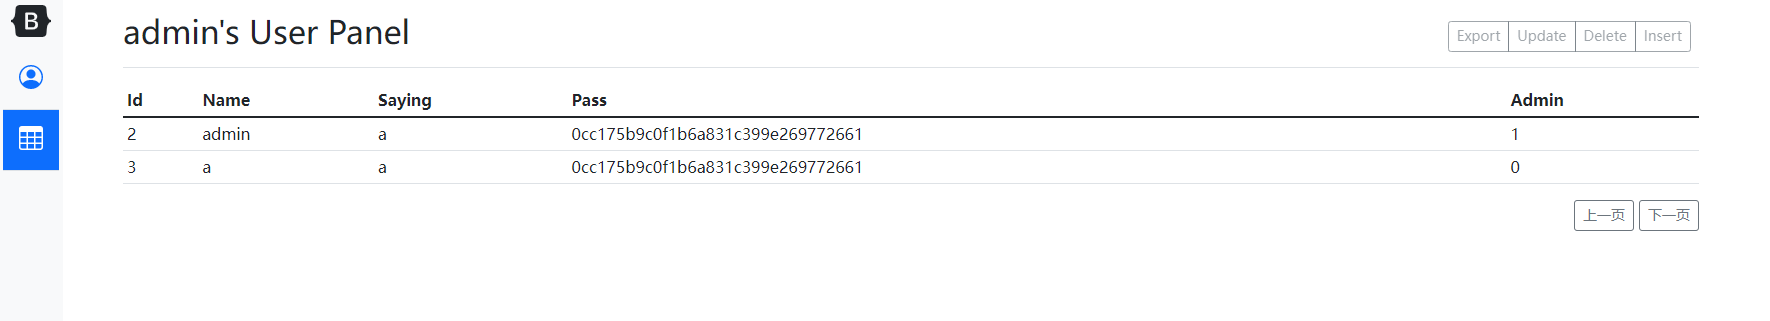 B
admin's User Panel
Export Update Delete Insert
Id Name Saying Pass Admin
2 admin a 0cc175b9c0f1b6a831c399e269772661 1
3 a a 0cc175b9c0f1b6a831c399e269772661 0
上一页 下一页